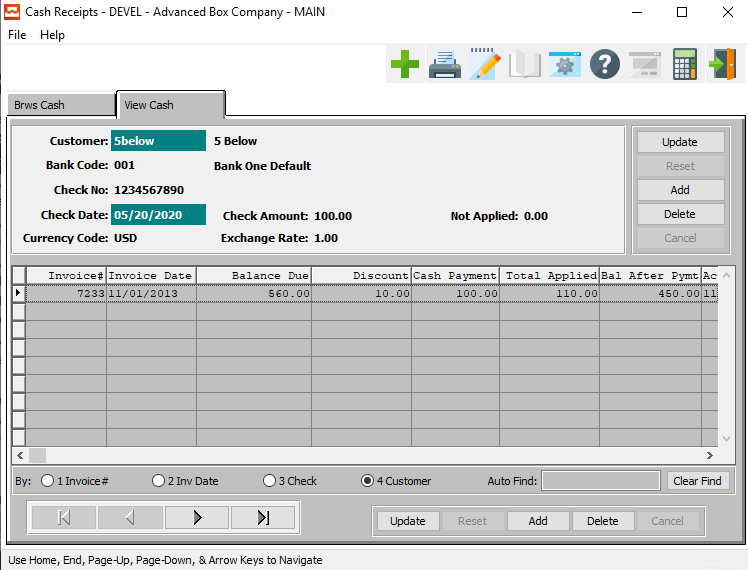 Cash Receipts - DEVEL - Advanced Box Company - MAIN
File Help
Brws Cash View Cash
Customer: 5below 5 Below
Bank Code: 001 Bank One Default
Check No: 1234567890
Check Date: 05/20/2020 Check Amount: 100.00 Not Applied: 0.00
Currency Code: USD Exchange Rate: 1.00
Update
Reset
Add
Delete
Cancel
Invoice# Invoice Date Balance Due Discount Cash Payment Total Applied Bal After Pymt Ac
7233 11/01/2013 560.00 10.00 100.00 110.00 450.00 11
By: 1 Invoice# 2 Inv Date 3 Check 4 Customer Auto Find: Clear Find
Update Reset Add Delete Cancel
Use Home, End, Page-Up, Page-Down, & Arrow Keys to Navigate